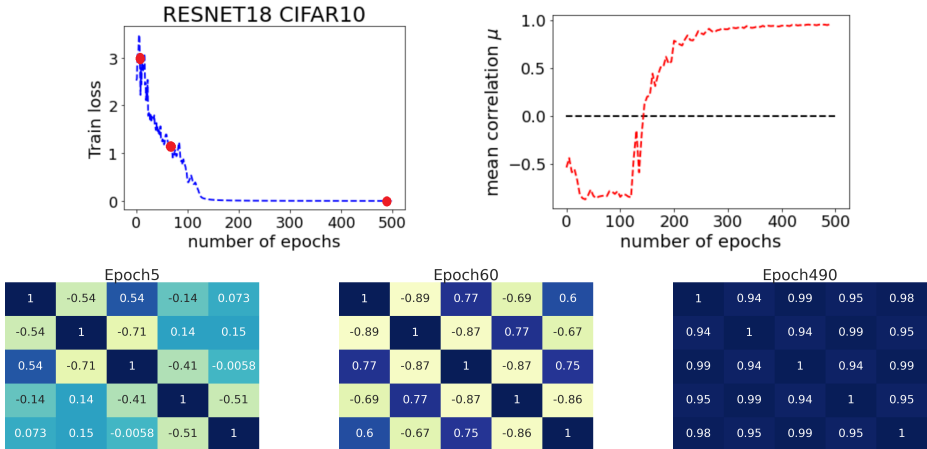 RESNET18 CIFAR10
Train loss
3
2
1
0
0 100 200 300 400 500
number of epochs
mean correlation μ
1.0
0.5
0.0
−0.5
0 100 200 300 400 500
number of epochs
Epoch5
1 -0.54 0.54 -0.14 0.073
-0.54 1 -0.71 0.14 0.15
0.54 -0.71 1 -0.41 -0.0058
-0.14 0.14 -0.41 1 -0.51
0.073 0.15 -0.0058 -0.51 1
Epoch60
1 -0.89 0.77 -0.69 0.6
-0.89 1 -0.87 0.77 -0.67
0.77 -0.87 1 -0.87 0.75
-0.69 0.77 -0.87 1 -0.86
0.6 -0.67 0.75 -0.86 1
Epoch490
1 0.94 0.99 0.95 0.98
0.94 1 0.94 0.99 0.95
0.99 0.94 1 0.94 0.99
0.95 0.99 0.94 1 0.95
0.98 0.95 0.99 0.95 1